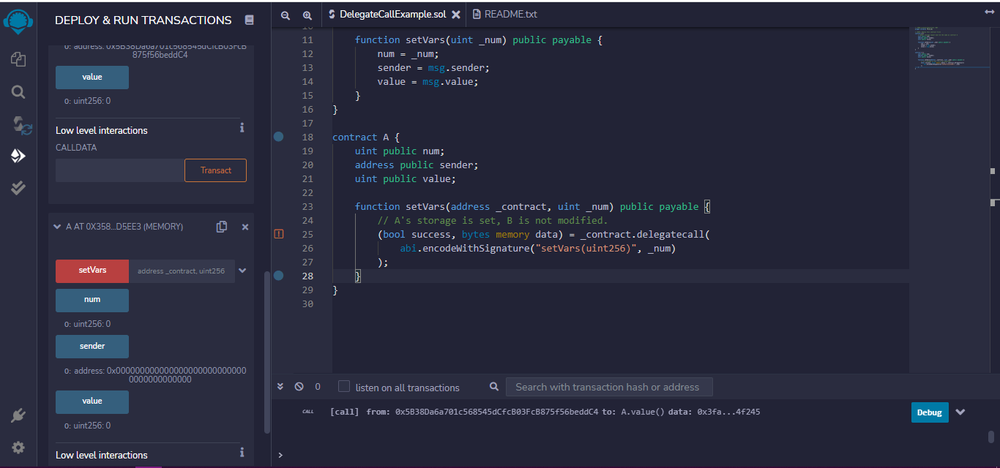 DEPLOY & RUN TRANSACTIONS
0: address: 0x5B38Da6a701c568545dCfcB03FcB
875f56beddC4
value
0: uint256: 0
Low level interactions
i
CALLDATA
Transact
A AT 0X358...D5EE3 (MEMORY)
setVars
address _contract, uint256
num
0: uint256: 0
sender
0: address: 0x00000000000000000000000000
00000000000000
value
0: uint256: 0
Low level interactions
i
DelegateCallExample.sol
README.txt
10
11 function setVars(uint _num) public payable {
12 num = _num;
13 sender = msg.sender;
14 value = msg.value;
15 }
16 }
17
18 contract A {
19 uint public num;
20 address public sender;
21 uint public value;
22
23 function setVars(address _contract, uint _num) public payable {
24 // A's storage is set, B is not modified.
25 (bool success, bytes memory data) = _contract.delegatecall(
26 abi.encodeWithSignature("setVars(uint256)", _num)
27 );
28 }
29 }
30
0
listen on all transactions
Search with transaction hash or address
CALL [call] from: 0x5B38Da6a701c568545dCfcB03FcB875f56beddC4 to: A.value() data: 0x3fa...4f245
Debug
>